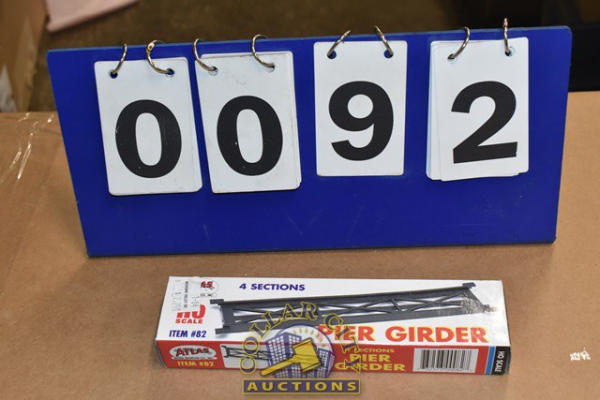 0092
4 SECTIONS
HO
SCALE
PIER GIRDER
ITEM #82
ATLAS
ITEM #82
SECTIONS
PIER
GIRDER
HO SCALE
COLLAR CITY
AUCTIONS